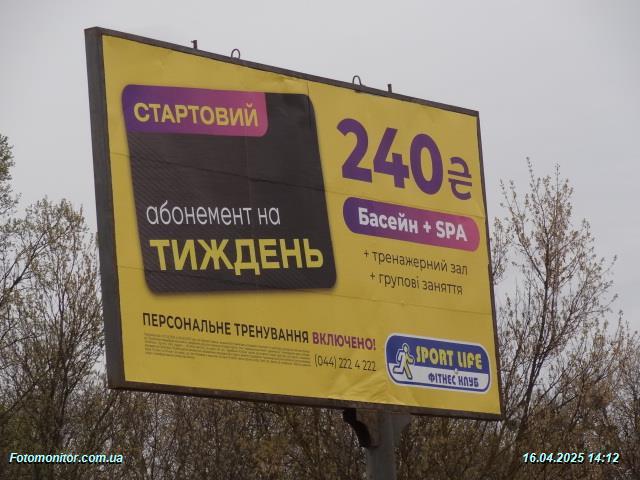 СТАРТОВИЙ
абонемент на
ТИЖДЕНЬ
240₴
Басейн + SPA
+ тренажерний зал
+ групові заняття
ПЕРСОНАЛЬНЕ ТРЕНУВАННЯ ВКЛЮЧЕНО!
(044) 222 4 222
SPORT LIFE
ФІТНЕС КЛУБ
Fotomonitor.com.ua
16.04.2025 14:12